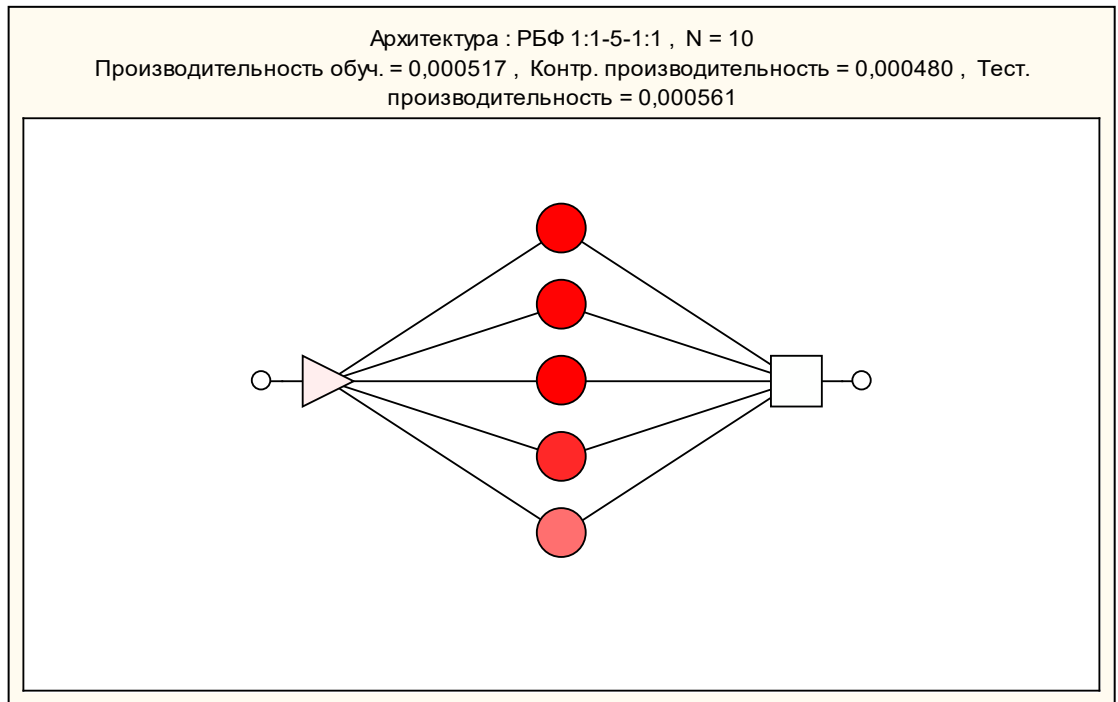 Архитектура : РБФ 1:1-5-1:1 , N = 10
Производительность обуч. = 0,000517 , Контр. производительность = 0,000480 , Тест.
производительность = 0,000561